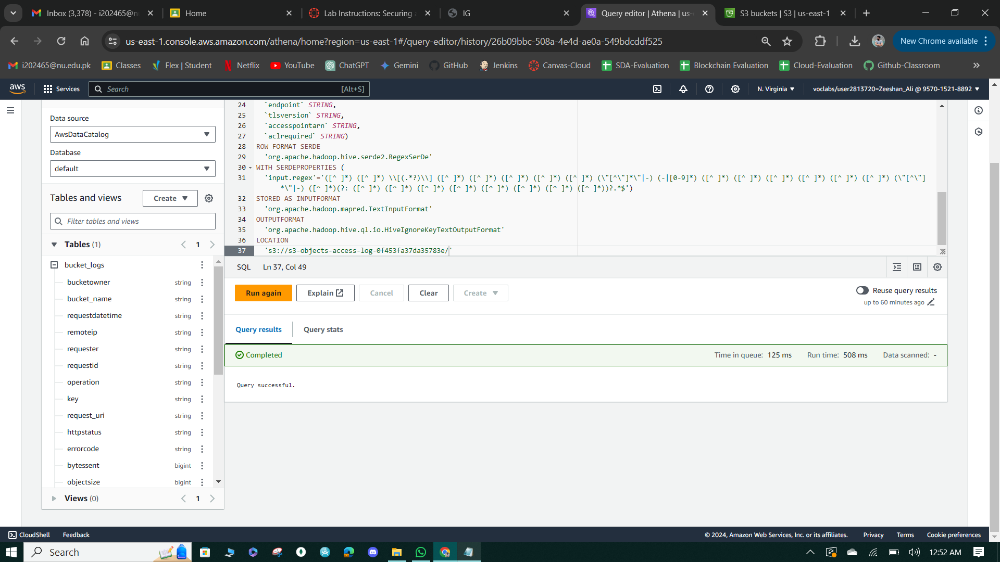 Inbox (3,378) - i202465@n
Home
Lab Instructions: Securing a
IG
Query editor | Athena | us-
S3 buckets | S3 | us-east-1
us-east-1.console.aws.amazon.com/athena/home?region=us-east-1#/query-editor/history/26b09bbc-508a-4e4d-ae0a-549bdcddf525
New Chrome available
i202465@nu.edu.pk
Classes
Flex | Student
Netflix
YouTube
ChatGPT
Gemini
GitHub
Jenkins
Canvas-Cloud
SDA-Evaluation
Blockchain Evaluation
Cloud-Evaluation
Github-Classroom
aws
Services
Search
[Alt+S]
N. Virginia
voclabs/user2813720=Zeeshan_Ali @ 9570-1521-8892
Data source
AwsDataCatalog
Database
default
Tables and views
Create
Filter tables and views
Tables (1)
1
bucket_logs
bucketowner string
bucket_name string
requestdatetime string
remoteip string
requester string
requestid string
operation string
key string
request_uri string
httpstatus string
errorcode string
bytessent bigint
objectsize bigint
Views (0)
1
24 `endpoint` STRING,
25 `tlsversion` STRING,
26 `accesspointarn` STRING,
27 `aclrequired` STRING)
28 ROW FORMAT SERDE
29 'org.apache.hadoop.hive.serde2.RegexSerDe'
30 WITH SERDEPROPERTIES (
31 'input.regex'='([^ ]*) ([^ ]*) \\[(.*?)\\] ([^ ]*) ([^ ]*) ([^ ]*) ([^ ]*) ([^ ]*) (\"[^\"]*\"|-) (-|[0-9]*) ([^ ]*) ([^ ]*) ([^ ]*) ([^ ]*) ([^ ]*) ([^ ]*) (\"[^\"]
*\"|-) ([^ ]*)(?: ([^ ]*) ([^ ]*) ([^ ]*) ([^ ]*) ([^ ]*) ([^ ]*) ([^ ]*) ([^ ]*))?.*$')
32 STORED AS INPUTFORMAT
33 'org.apache.hadoop.mapred.TextInputFormat'
34 OUTPUTFORMAT
35 'org.apache.hadoop.hive.ql.io.HiveIgnoreKeyTextOutputFormat'
36 LOCATION
37 's3://s3-objects-access-log-0f453fa37da35783e/'
SQL
Ln 37, Col 49
Run again
Explain
Cancel
Clear
Create
Reuse query results
up to 60 minutes ago
Query results
Query stats
Completed
Time in queue: 125 ms
Run time: 508 ms
Data scanned: -
Query successful.
CloudShell
Feedback
© 2024, Amazon Web Services, Inc. or its affiliates.
Privacy
Terms
Cookie preferences
Search
12:52 AM